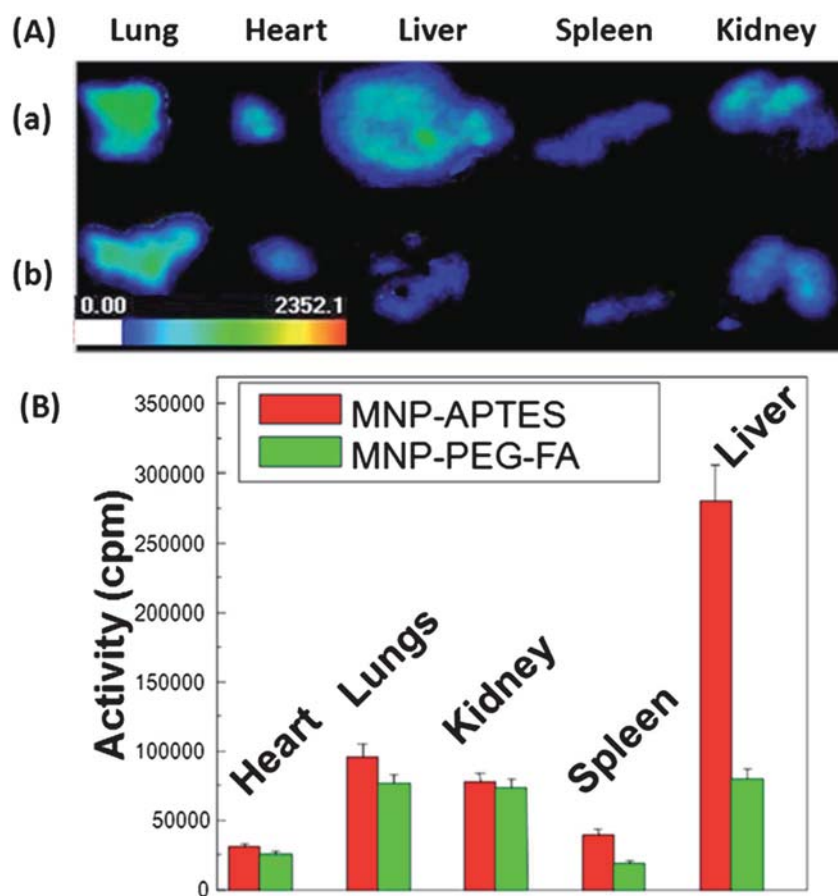 (A) Lung Heart Liver Spleen Kidney
(a)
(b)
0.00 2352.1
(B)
350000
300000
250000
200000
150000
100000
50000
0
Activity (cpm)
MNP-APTES
MNP-PEG-FA
Heart
Lungs
Kidney
Spleen
Liver